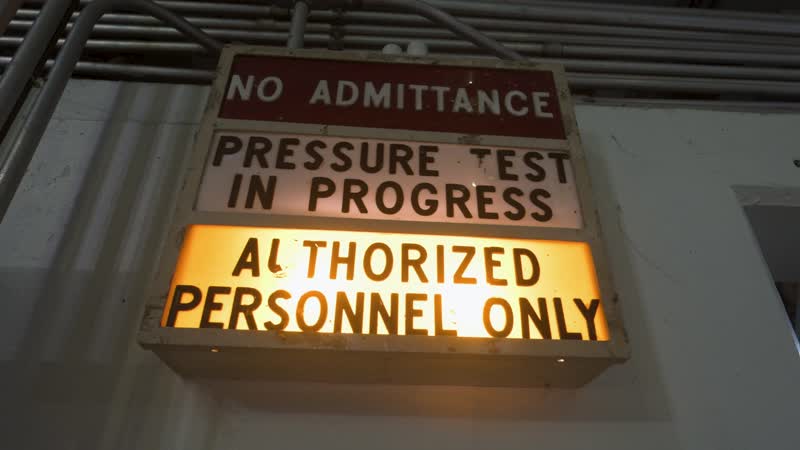 NO ADMITTANCE
PRESSURE TEST
IN PROGRESS
AUTHORIZED
PERSONNEL ONLY